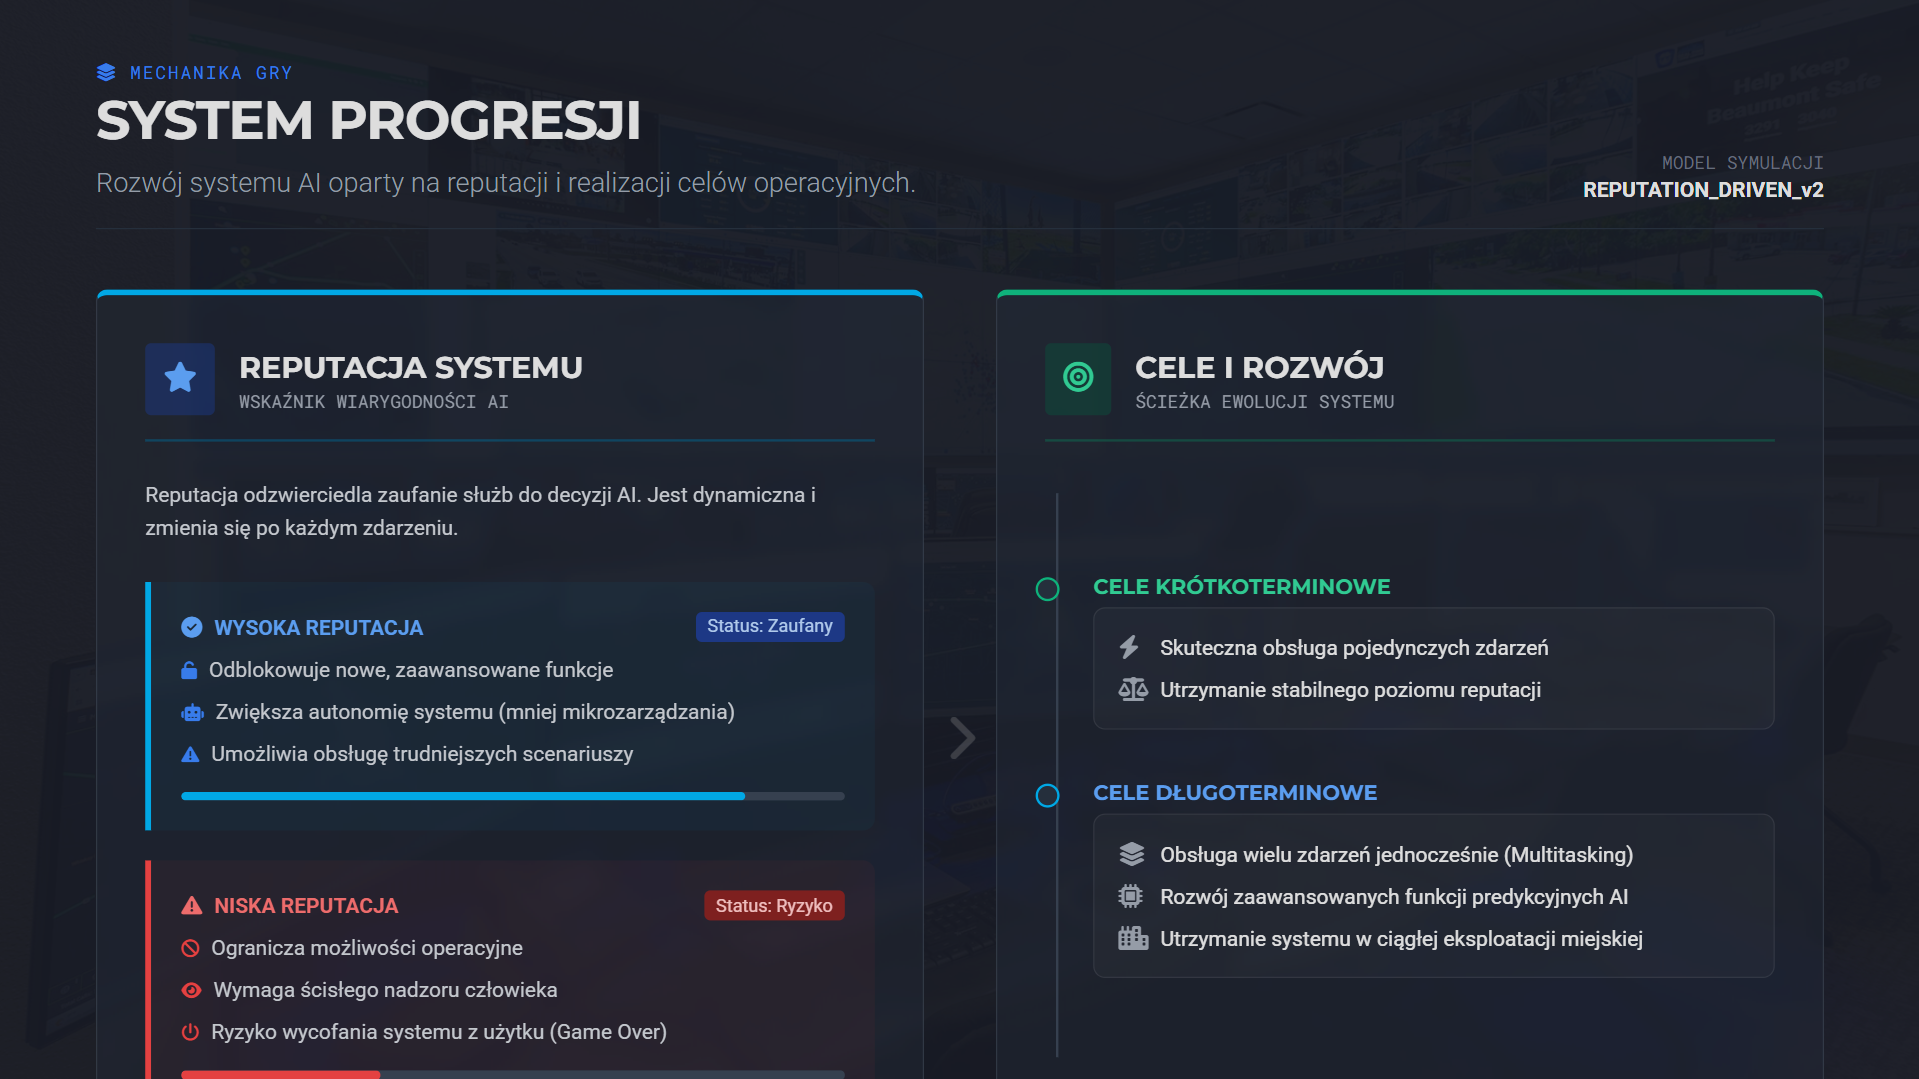 MECHANIKA GRY
SYSTEM PROGRESJI
Rozwój systemu AI oparty na reputacji i realizacji celów operacyjnych.
MODEL SYMULACJI
REPUTATION_DRIVEN_v2
Help Keep
Beaumont Safe
REPUTACJA SYSTEMU
WSKAŹNIK WIARYGODNOŚCI AI
Reputacja odzwierciedla zaufanie służb do decyzji AI. Jest dynamiczna i
zmienia się po każdym zdarzeniu.
WYSOKA REPUTACJA
Status: Zaufany
Odblokowuje nowe, zaawansowane funkcje
Zwiększa autonomię systemu (mniej mikrozarządzania)
Umożliwia obsługę trudniejszych scenariuszy
NISKA REPUTACJA
Status: Ryzyko
Ogranicza możliwości operacyjne
Wymaga ścisłego nadzoru człowieka
Ryzyko wycofania systemu z użytku (Game Over)
CELE I ROZWÓJ
ŚCIEŻKA EWOLUCJI SYSTEMU
CELE KRÓTKOTERMINOWE
Skuteczna obsługa pojedynczych zdarzeń
Utrzymanie stabilnego poziomu reputacji
CELE DŁUGOTERMINOWE
Obsługa wielu zdarzeń jednocześnie (Multitasking)
Rozwój zaawansowanych funkcji predykcyjnych AI
Utrzymanie systemu w ciągłej eksploatacji miejskiej